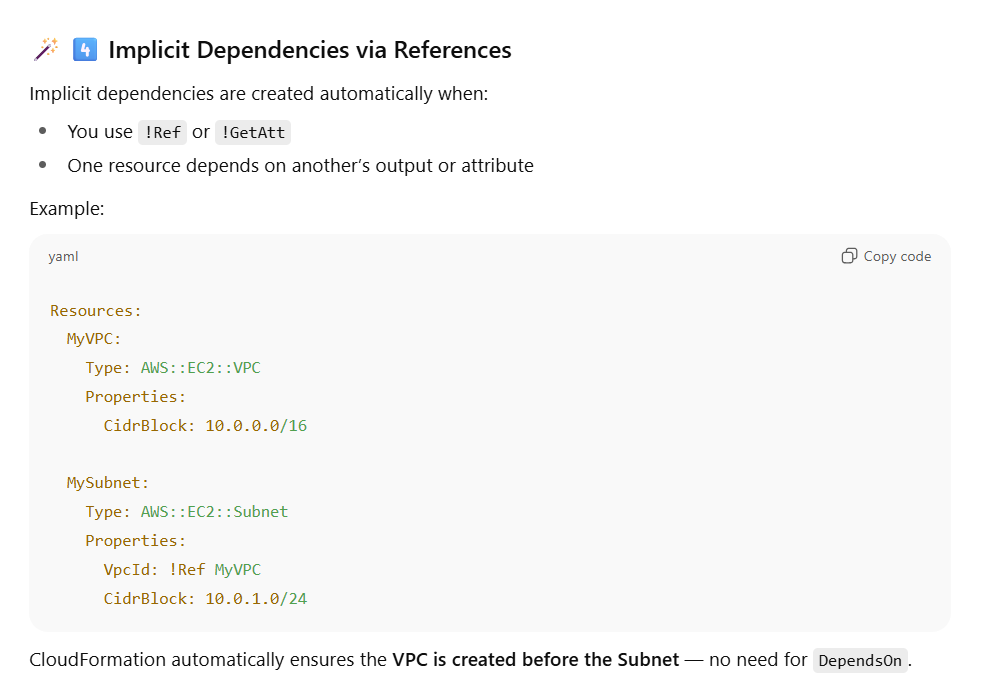 🪄 4️⃣ Implicit Dependencies via References
Implicit dependencies are created automatically when:
• You use !Ref or !GetAtt
• One resource depends on another’s output or attribute
Example:
yaml Copy code
Resources:
  MyVPC:
    Type: AWS::EC2::VPC
    Properties:
      CidrBlock: 10.0.0.0/16

  MySubnet:
    Type: AWS::EC2::Subnet
    Properties:
      VpcId: !Ref MyVPC
      CidrBlock: 10.0.1.0/24
CloudFormation automatically ensures the VPC is created before the Subnet — no need for DependsOn.